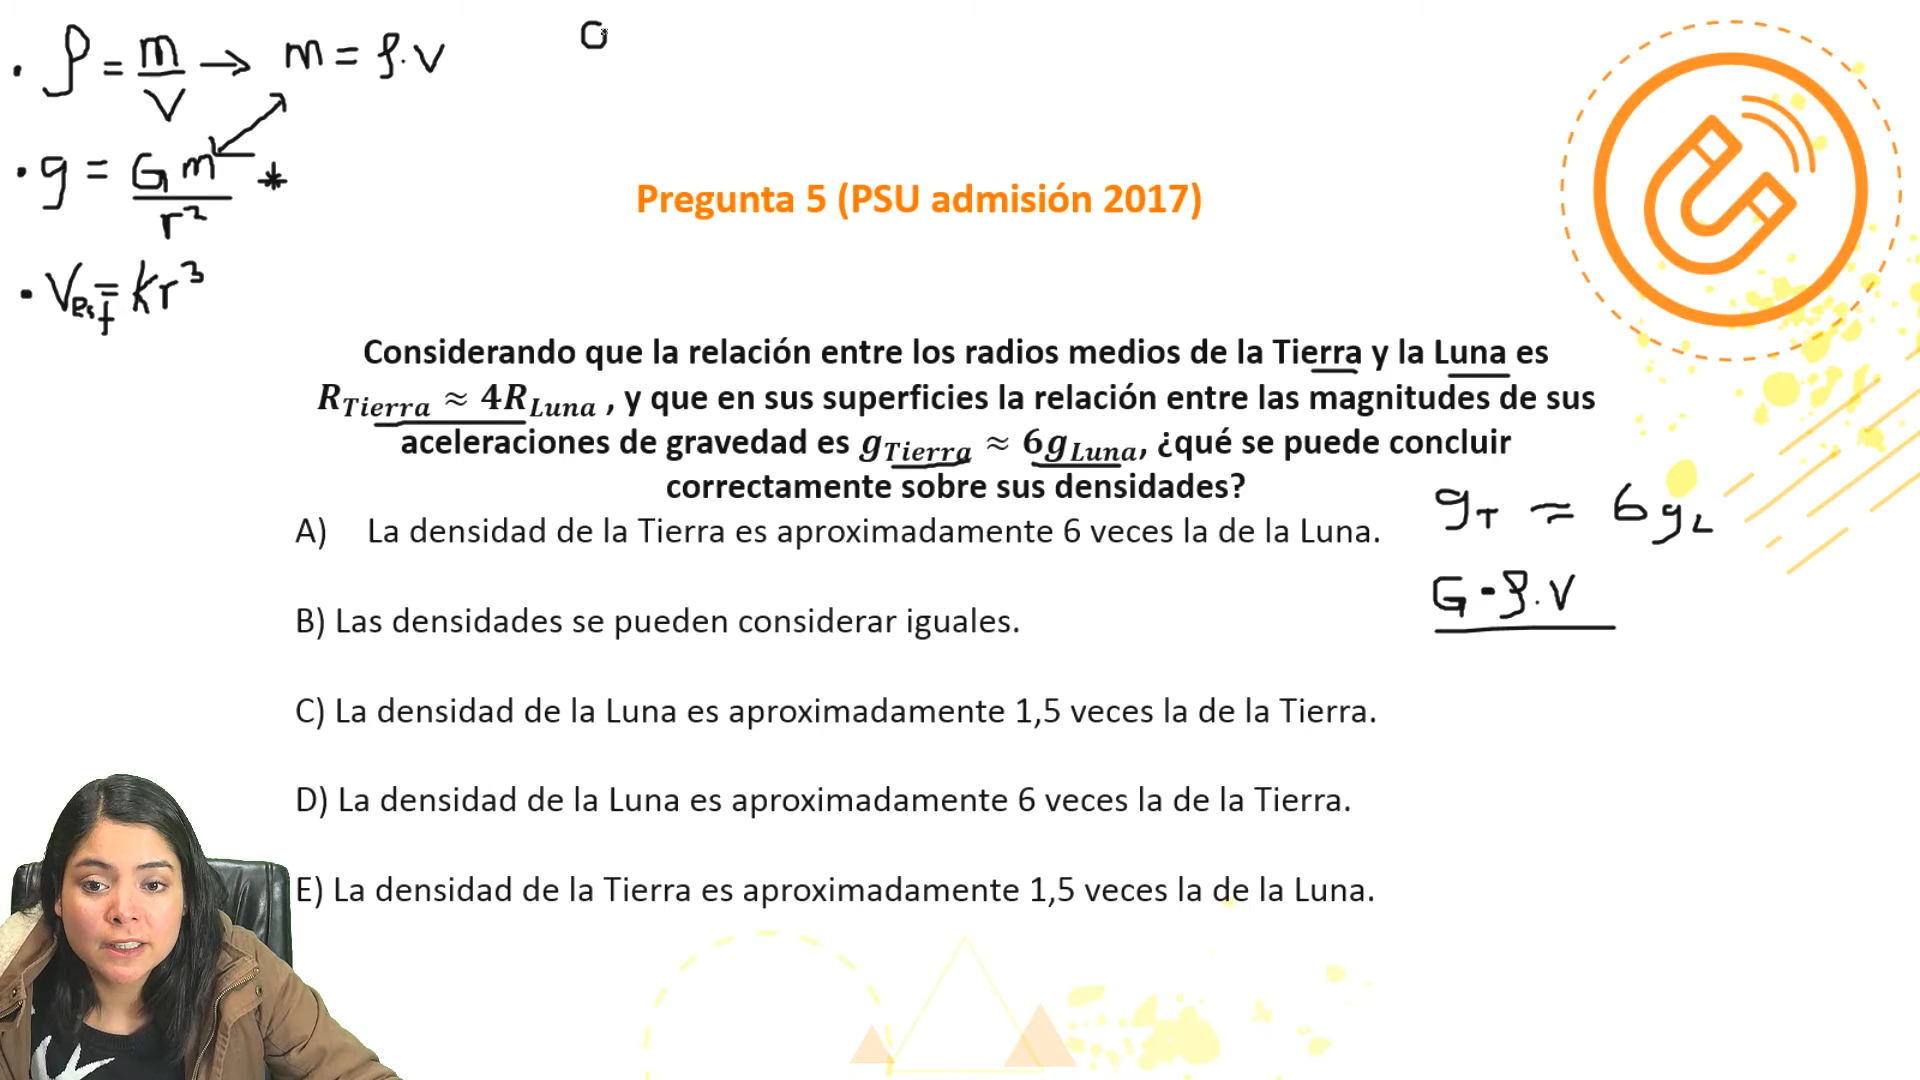 ρ = m/V → m = ρ·V
g = Gm/r² *
V_esf = kr³
Pregunta 5 (PSU admisión 2017)
Considerando que la relación entre los radios medios de la Tierra y la Luna es
R_Tierra ≈ 4R_Luna , y que en sus superficies la relación entre las magnitudes de sus
aceleraciones de gravedad es g_Tierra ≈ 6g_Luna, ¿qué se puede concluir
correctamente sobre sus densidades?
g_T ≈ 6g_L
G·ρ·V
A) La densidad de la Tierra es aproximadamente 6 veces la de la Luna.
B) Las densidades se pueden considerar iguales.
C) La densidad de la Luna es aproximadamente 1,5 veces la de la Tierra.
D) La densidad de la Luna es aproximadamente 6 veces la de la Tierra.
E) La densidad de la Tierra es aproximadamente 1,5 veces la de la Luna.